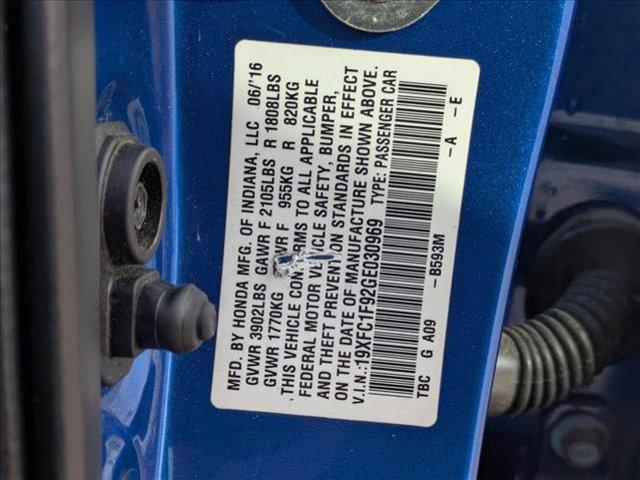 MFD. BY HONDA MFG. OF INDIANA, LLC 06/'16
GVWR 3902LBS GAWR F 2105LBS R 1808LBS
GVWR 1770KG GAWR F 955KG R 820KG
THIS VEHICLE CONFORMS TO ALL APPLICABLE
FEDERAL MOTOR VEHICLE SAFETY, BUMPER,
AND THEFT PREVENTION STANDARDS IN EFFECT
ON THE DATE OF MANUFACTURE SHOWN ABOVE.
V.I.N.: 19XFC1F92GE030969 TYPE: PASSENGER CAR
TBC G A09 -B593M -A -E